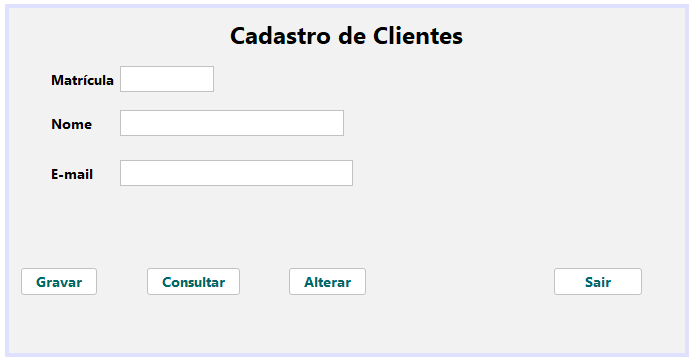 Cadastro de Clientes
Matrícula
Nome
E-mail
Gravar Consultar Alterar Sair